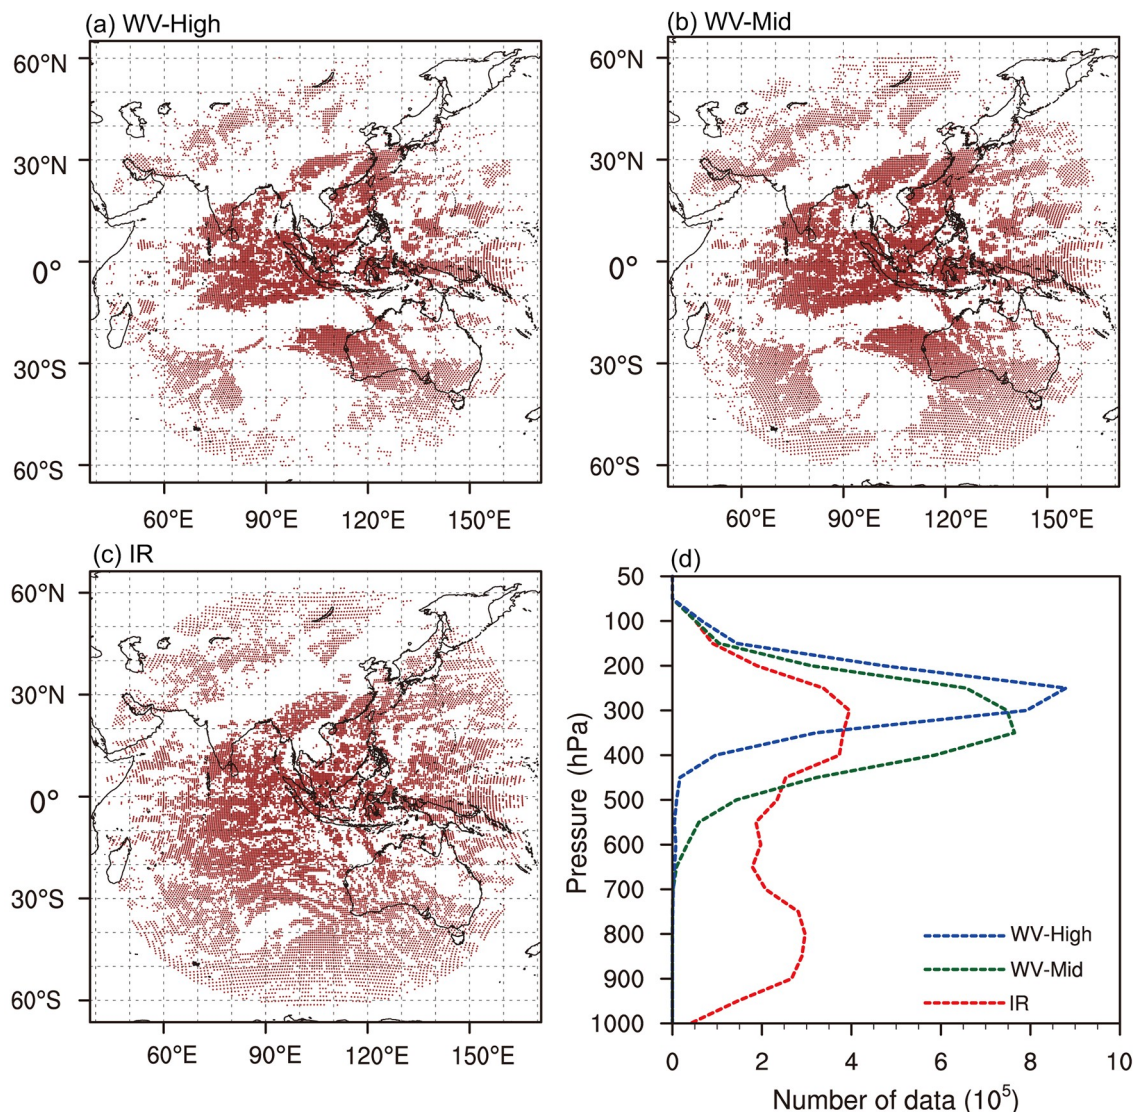 (a) WV-High
60°N
30°N
0°
30°S
60°S
60°E 90°E 120°E 150°E
(b) WV-Mid
60°N
30°N
0°
30°S
60°S
60°E 90°E 120°E 150°E
(c) IR
60°N
30°N
0°
30°S
60°S
60°E 90°E 120°E 150°E
(d)
Pressure (hPa)
50
100
200
300
400
500
600
700
800
900
1000
WV-High
WV-Mid
IR
0 2 4 6 8 10
Number of data (10⁵)